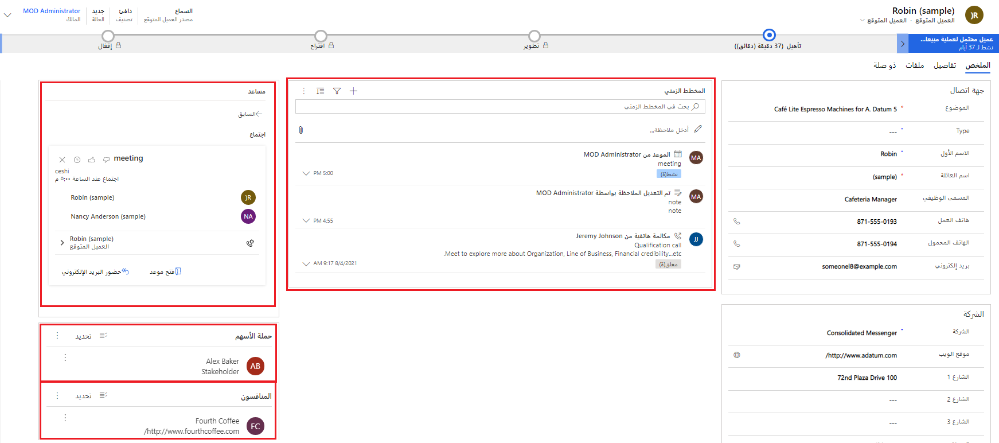 Robin (sample)
العميل المتوقع · العميل المتوقع
R(
السماع
مصدر العميل المتوقع
دافئ
تصنيف
جديد
الحالة
MOD Administrator
المالك
عميل محتمل لعملية مبيعا...
نشط لـ 37 أيام
تأهيل (37 دقيقة (دقائق))
تطوير
اقتراح
إقفال
الملخص
تفاصيل
ملفات
ذو صلة
جهة اتصال
الموضوع * Café Lite Espresso Machines for A. Datum 5
Type ---
الاسم الأول Robin
اسم العائلة * (sample)
المسمى الوظيفي Cafeteria Manager
هاتف العمل 871-555-0193
الهاتف المحمول 871-555-0194
بريد إلكتروني someonel8@example.com
الشركة
الشركة Consolidated Messenger
موقع الويب /http://www.adatum.com
الشارع 1 72nd Plaza Drive 100
الشارع 2 ---
الشارع 3 ---
المخطط الزمني
بحث في المخطط الزمني
أدخل ملاحظة...
MA
الموعد من MOD Administrator
meeting
نشط(ة)
PM 5:00
MA
تم التعديل الملاحظة بواسطة MOD Administrator
note
note
PM 4:55
JJ
مكالمة هاتفية من Jeremy Johnson
Qualification call
.Meet to explore more about Organization, Line of Business, Financial credibility...etc
مغلق(ة)
AM 9:17 8/4/2021
مساعد
السابق
اجتماع
meeting
ceshi
اجتماع عند الساعة ٥:٠٠ م
Robin (sample)
R(
Nancy Anderson (sample)
NA
Robin (sample)
العميل المتوقع
فتح موعد
حضور البريد الإلكتروني
حملة الأسهم
تحديد
AB
Alex Baker
Stakeholder
المنافسون
تحديد
FC
Fourth Coffee
/http://www.fourthcoffee.com